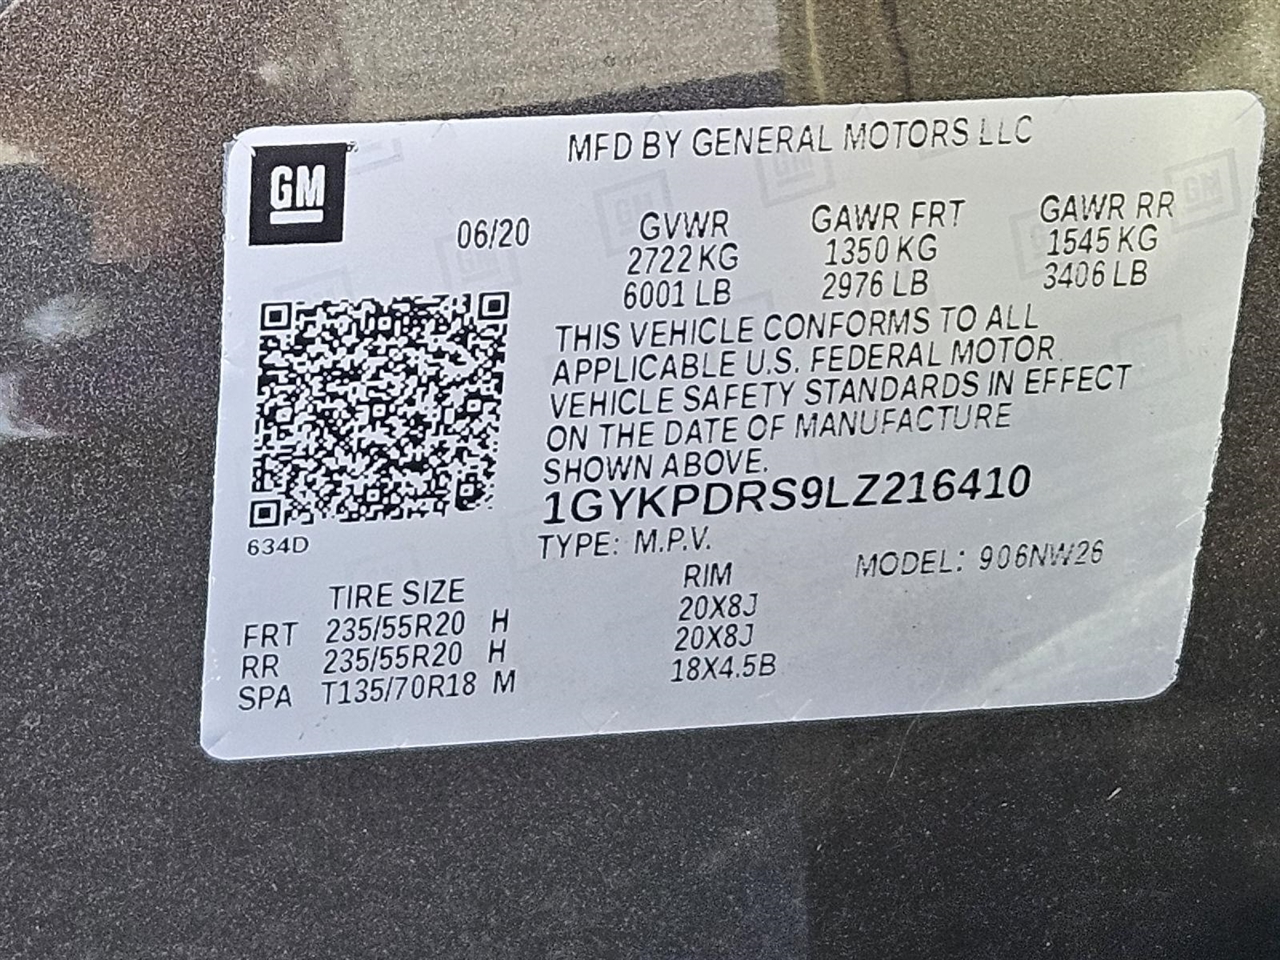 GM
MFD BY GENERAL MOTORS LLC
06/20 GVWR GAWR FRT GAWR RR
2722 KG 1350 KG 1545 KG
6001 LB 2976 LB 3406 LB
THIS VEHICLE CONFORMS TO ALL
APPLICABLE U.S. FEDERAL MOTOR
VEHICLE SAFETY STANDARDS IN EFFECT
ON THE DATE OF MANUFACTURE
SHOWN ABOVE.
1GYKPDRS9LZ216410
634D
TYPE: M.P.V. MODEL: 906NW26
TIRE SIZE RIM
FRT 235/55R20 H 20X8J
RR 235/55R20 H 20X8J
SPA T135/70R18 M 18X4.5B